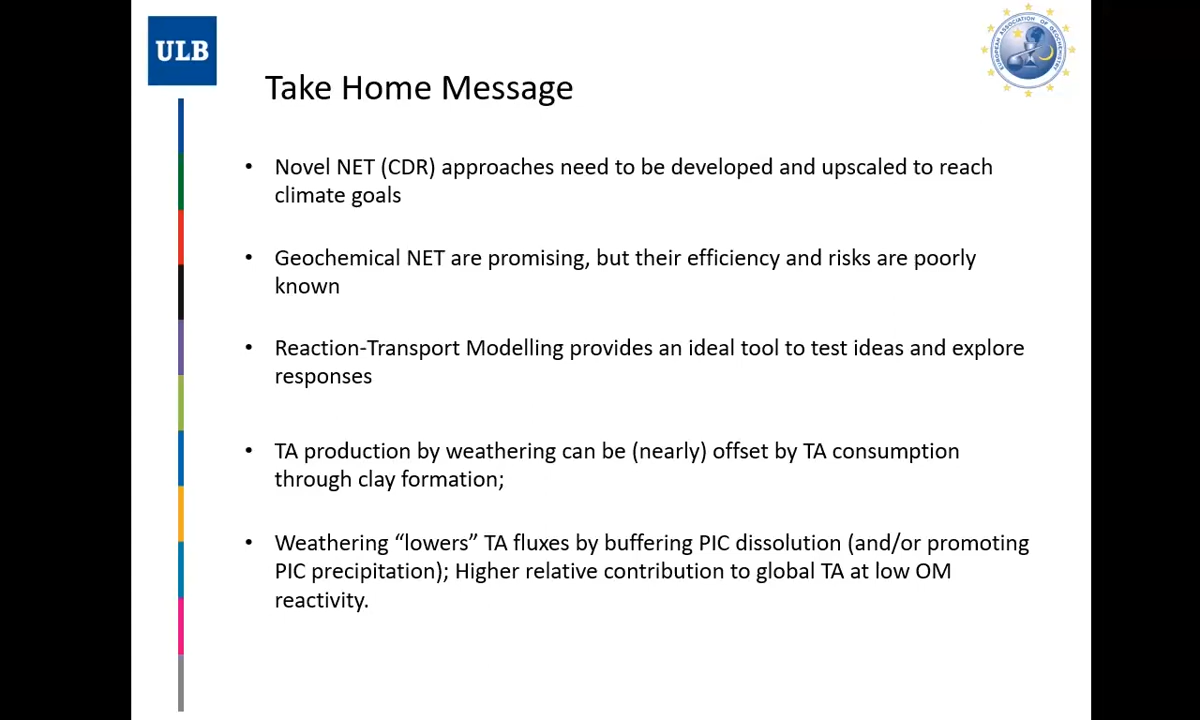 ULB
EUROPEAN ASSOCIATION OF GEOCHEMISTRY
Take Home Message
• Novel NET (CDR) approaches need to be developed and upscaled to reach
climate goals
• Geochemical NET are promising, but their efficiency and risks are poorly
known
• Reaction-Transport Modelling provides an ideal tool to test ideas and explore
responses
• TA production by weathering can be (nearly) offset by TA consumption
through clay formation;
• Weathering “lowers” TA fluxes by buffering PIC dissolution (and/or promoting
PIC precipitation); Higher relative contribution to global TA at low OM
reactivity.